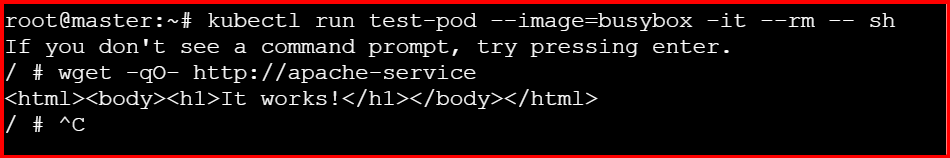 root@master:~# kubectl run test-pod --image=busybox -it --rm -- sh
If you don't see a command prompt, try pressing enter.
/ # wget -qO- http://apache-service
<html><body><h1>It works!</h1></body></html>
/ # ^C